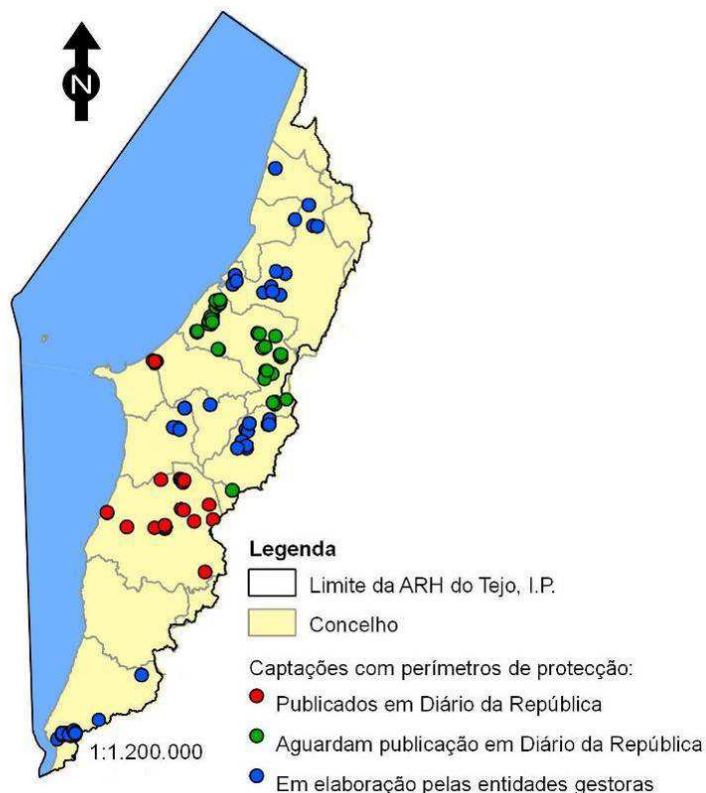 N
Legenda
Limite da ARH do Tejo, I.P.
Concelho
Captações com perímetros de protecção:
Publicados em Diário da República
1:1.200.000
Aguardam publicação em Diário da República
Em elaboração pelas entidades gestoras